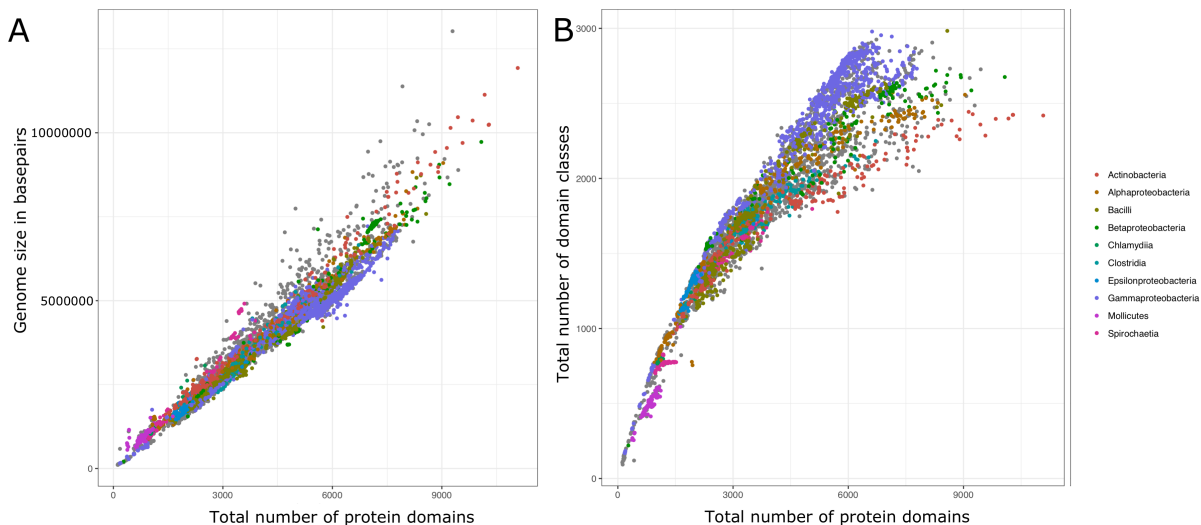 A
Genome size in basepairs
10000000
5000000
0
0 3000 6000 9000
Total number of protein domains
B
Total number of domain classes
3000
2000
1000
0
0 3000 6000 9000
Total number of protein domains
Actinobacteria
Alphaproteobacteria
Bacilli
Betaproteobacteria
Chlamydiia
Clostridia
Epsilonproteobacteria
Gammaproteobacteria
Mollicutes
Spirochaetia